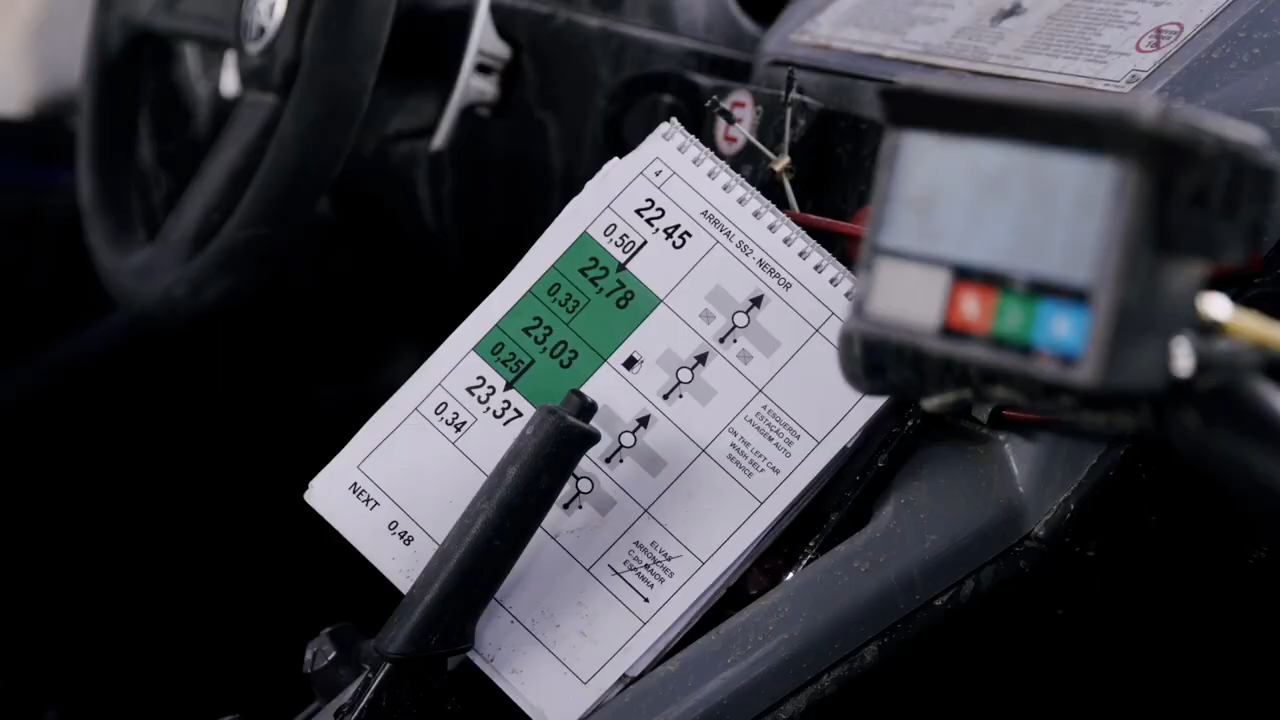 4
ARRIVAL SS2 - NERPOR
22,45
0,50
22,78
0,33
23,03
0,25
A ESQUERDA
ESTAÇÃO DE
LAVAGEM AUTO
ON THE LEFT CAR
WASH SELF
SERVICE
23,37
0,34
ELVAS
ARRONCHES
C.po MAIOR
ESPANHA
NEXT 0,48